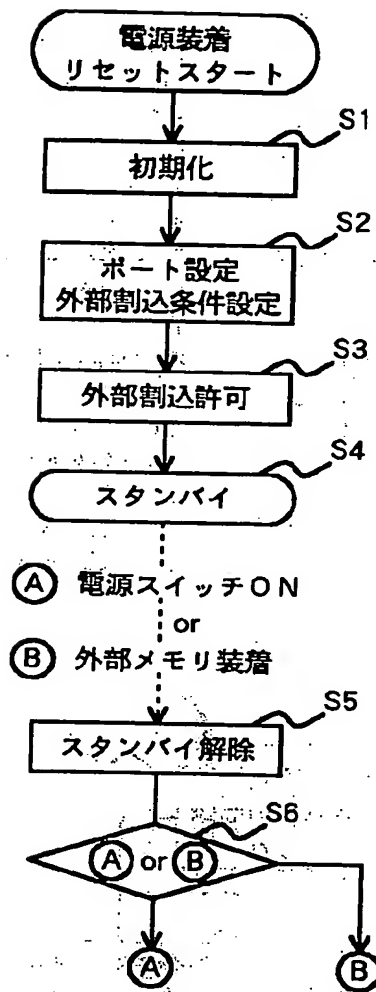 電源装着
リセットスタート
S1
初期化
S2
ポート設定
外部割込条件設定
S3
外部割込許可
S4
スタンバイ
Ⓐ 電源スイッチON
or
Ⓑ 外部メモリ装着
S5
スタンバイ解除
S6
Ⓐ or Ⓑ
Ⓐ
Ⓑ